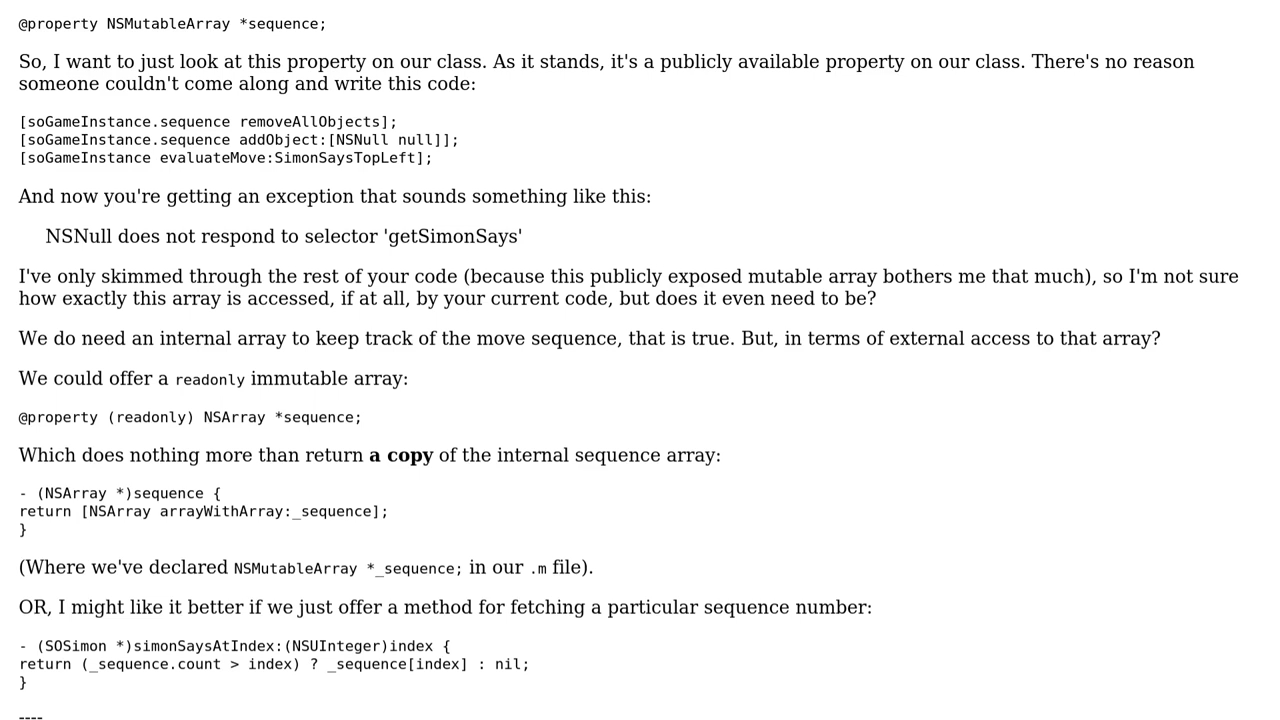 @property NSMutableArray *sequence;
So, I want to just look at this property on our class. As it stands, it's a publicly available property on our class. There's no reason
someone couldn't come along and write this code:
[soGameInstance.sequence removeAllObjects];
[soGameInstance.sequence addObject:[NSNull null]];
[soGameInstance evaluateMove:SimonSaysTopLeft];
And now you're getting an exception that sounds something like this:
NSNull does not respond to selector 'getSimonSays'
I've only skimmed through the rest of your code (because this publicly exposed mutable array bothers me that much), so I'm not sure
how exactly this array is accessed, if at all, by your current code, but does it even need to be?
We do need an internal array to keep track of the move sequence, that is true. But, in terms of external access to that array?
We could offer a readonly immutable array:
@property (readonly) NSArray *sequence;
Which does nothing more than return a copy of the internal sequence array:
- (NSArray *)sequence {
return [NSArray arrayWithArray:_sequence];
}
(Where we've declared NSMutableArray *_sequence; in our .m file).
OR, I might like it better if we just offer a method for fetching a particular sequence number:
- (SOSimon *)simonSaysAtIndex:(NSUInteger)index {
return (_sequence.count > index) ? _sequence[index] : nil;
}
----